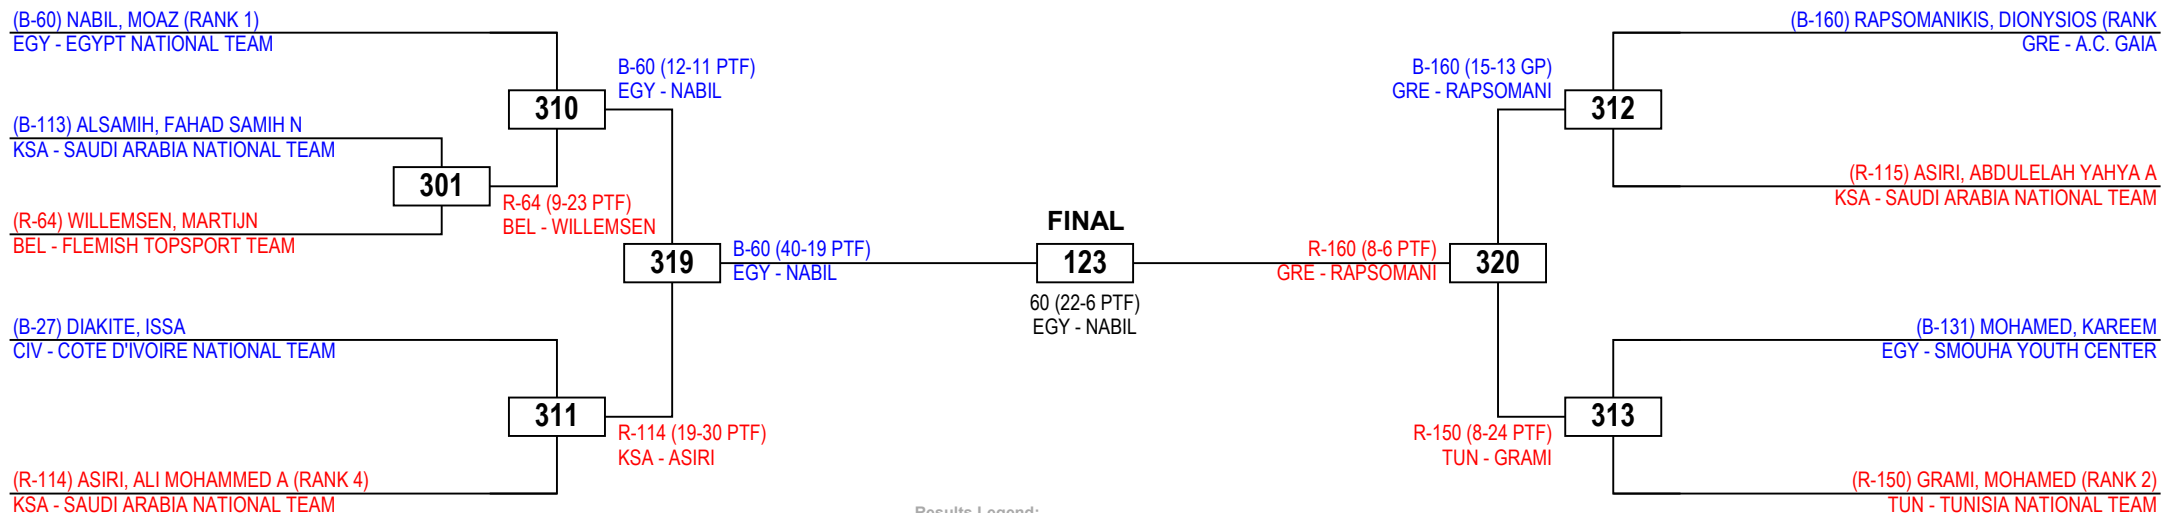 (B-60) NABIL, MOAZ (RANK 1)
EGY - EGYPT NATIONAL TEAM
(B-113) ALSAMIH, FAHAD SAMIH N
KSA - SAUDI ARABIA NATIONAL TEAM
301
(R-64) WILLEMSEN, MARTIJN
BEL - FLEMISH TOPSPORT TEAM
(B-27) DIAKITE, ISSA
CIV - COTE D'IVOIRE NATIONAL TEAM
(R-114) ASIRI, ALI MOHAMMED A (RANK 4)
KSA - SAUDI ARABIA NATIONAL TEAM
310
R-64 (9-23 PTF)
BEL - WILLEMSEN
311
B-60 (12-11 PTF)
EGY - NABIL
319
R-114 (19-30 PTF)
KSA - ASIRI
B-60 (40-19 PTF)
EGY - NABIL
FINAL
123
60 (22-6 PTF)
EGY - NABIL
R-160 (8-6 PTF)
GRE - RAPSOMANI
320
B-160 (15-13 GP)
GRE - RAPSOMANI
R-150 (8-24 PTF)
TUN - GRAMI
312
313
(B-160) RAPSOMANIKIS, DIONYSIOS (RANK
GRE - A.C. GAIA
(R-115) ASIRI, ABDULELAH YAHYA A
KSA - SAUDI ARABIA NATIONAL TEAM
(B-131) MOHAMED, KAREEM
EGY - SMOUHA YOUTH CENTER
(R-150) GRAMI, MOHAMED (RANK 2)
TUN - TUNISIA NATIONAL TEAM
Results Legend: